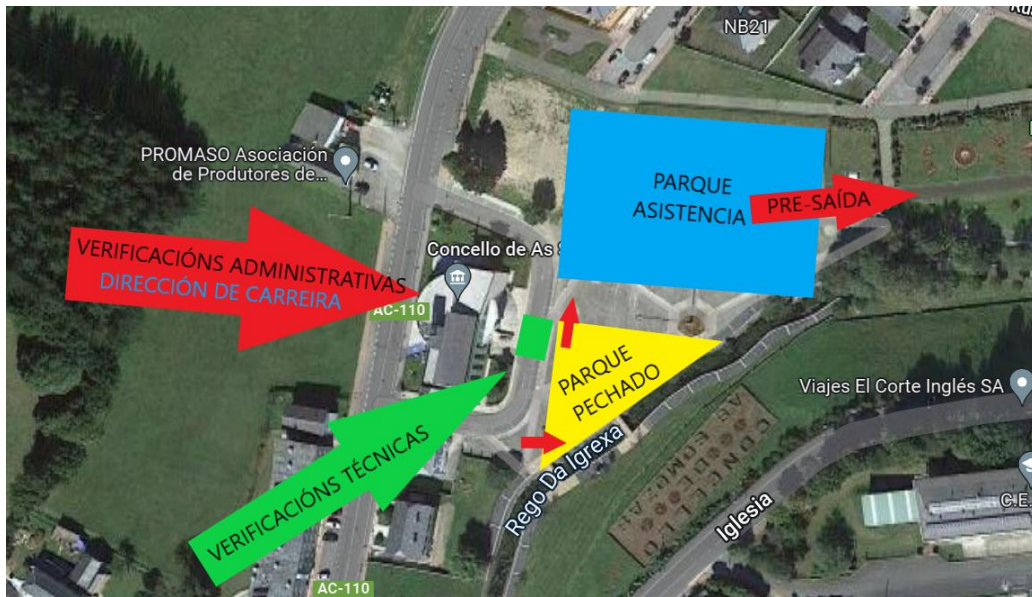 NB21
PROMASO Asociación
de Produtores de...
PARQUE
ASISTENCIA
PRE-SAÍDA
VERIFICACIÓNS ADMINISTRATIVAS
DIRECCIÓN DE CARREIRA
Concello de As
AC-110
PARQUE
PECHADO
Viajes El Corte Inglés SA
VERIFICACIÓNS TÉCNICAS
Rego Da Igrexa
Iglesia
C.E.
AC-110